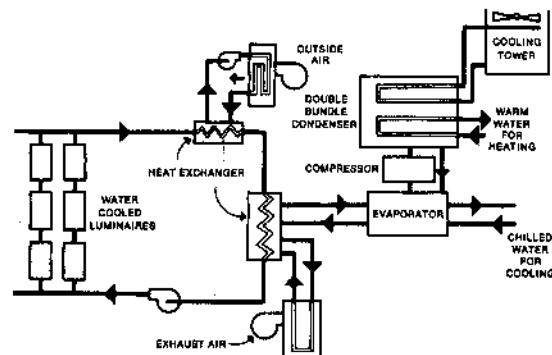 COOLING
TOWER
OUTSIDE
AIR
DOUBLE
BUNDLE
CONDENSER
WARM
WATER
FOR
HEATING
HEAT EXCHANGER
COMPRESSOR
WATER
COOLED
LUMINAIRES
EVAPORATOR
CHILLED
WATER FOR
COOLING
EXHAUST AIR